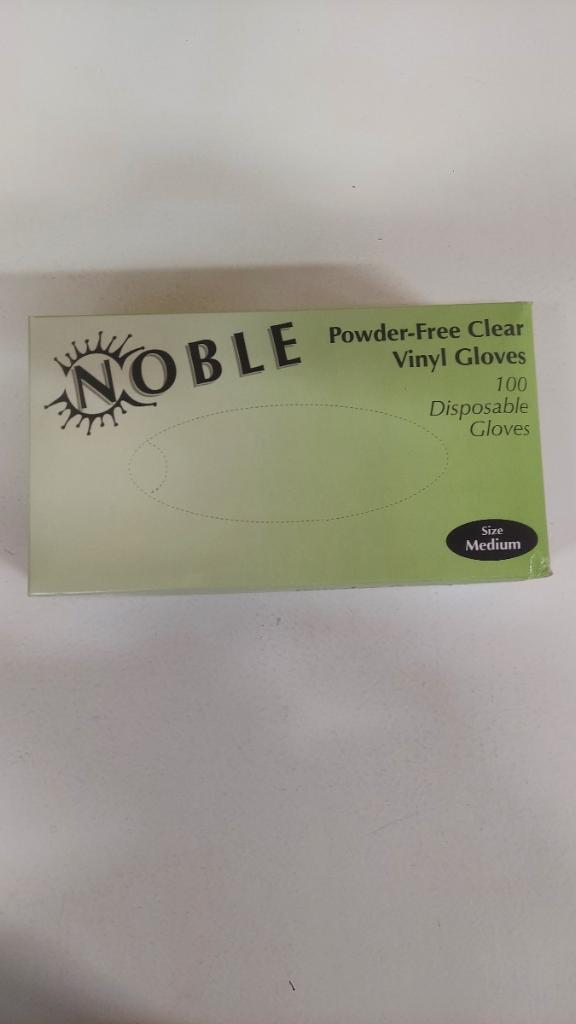 NOBLE
Powder-Free Clear
Vinyl Gloves
100
Disposable
Gloves
Size
Medium